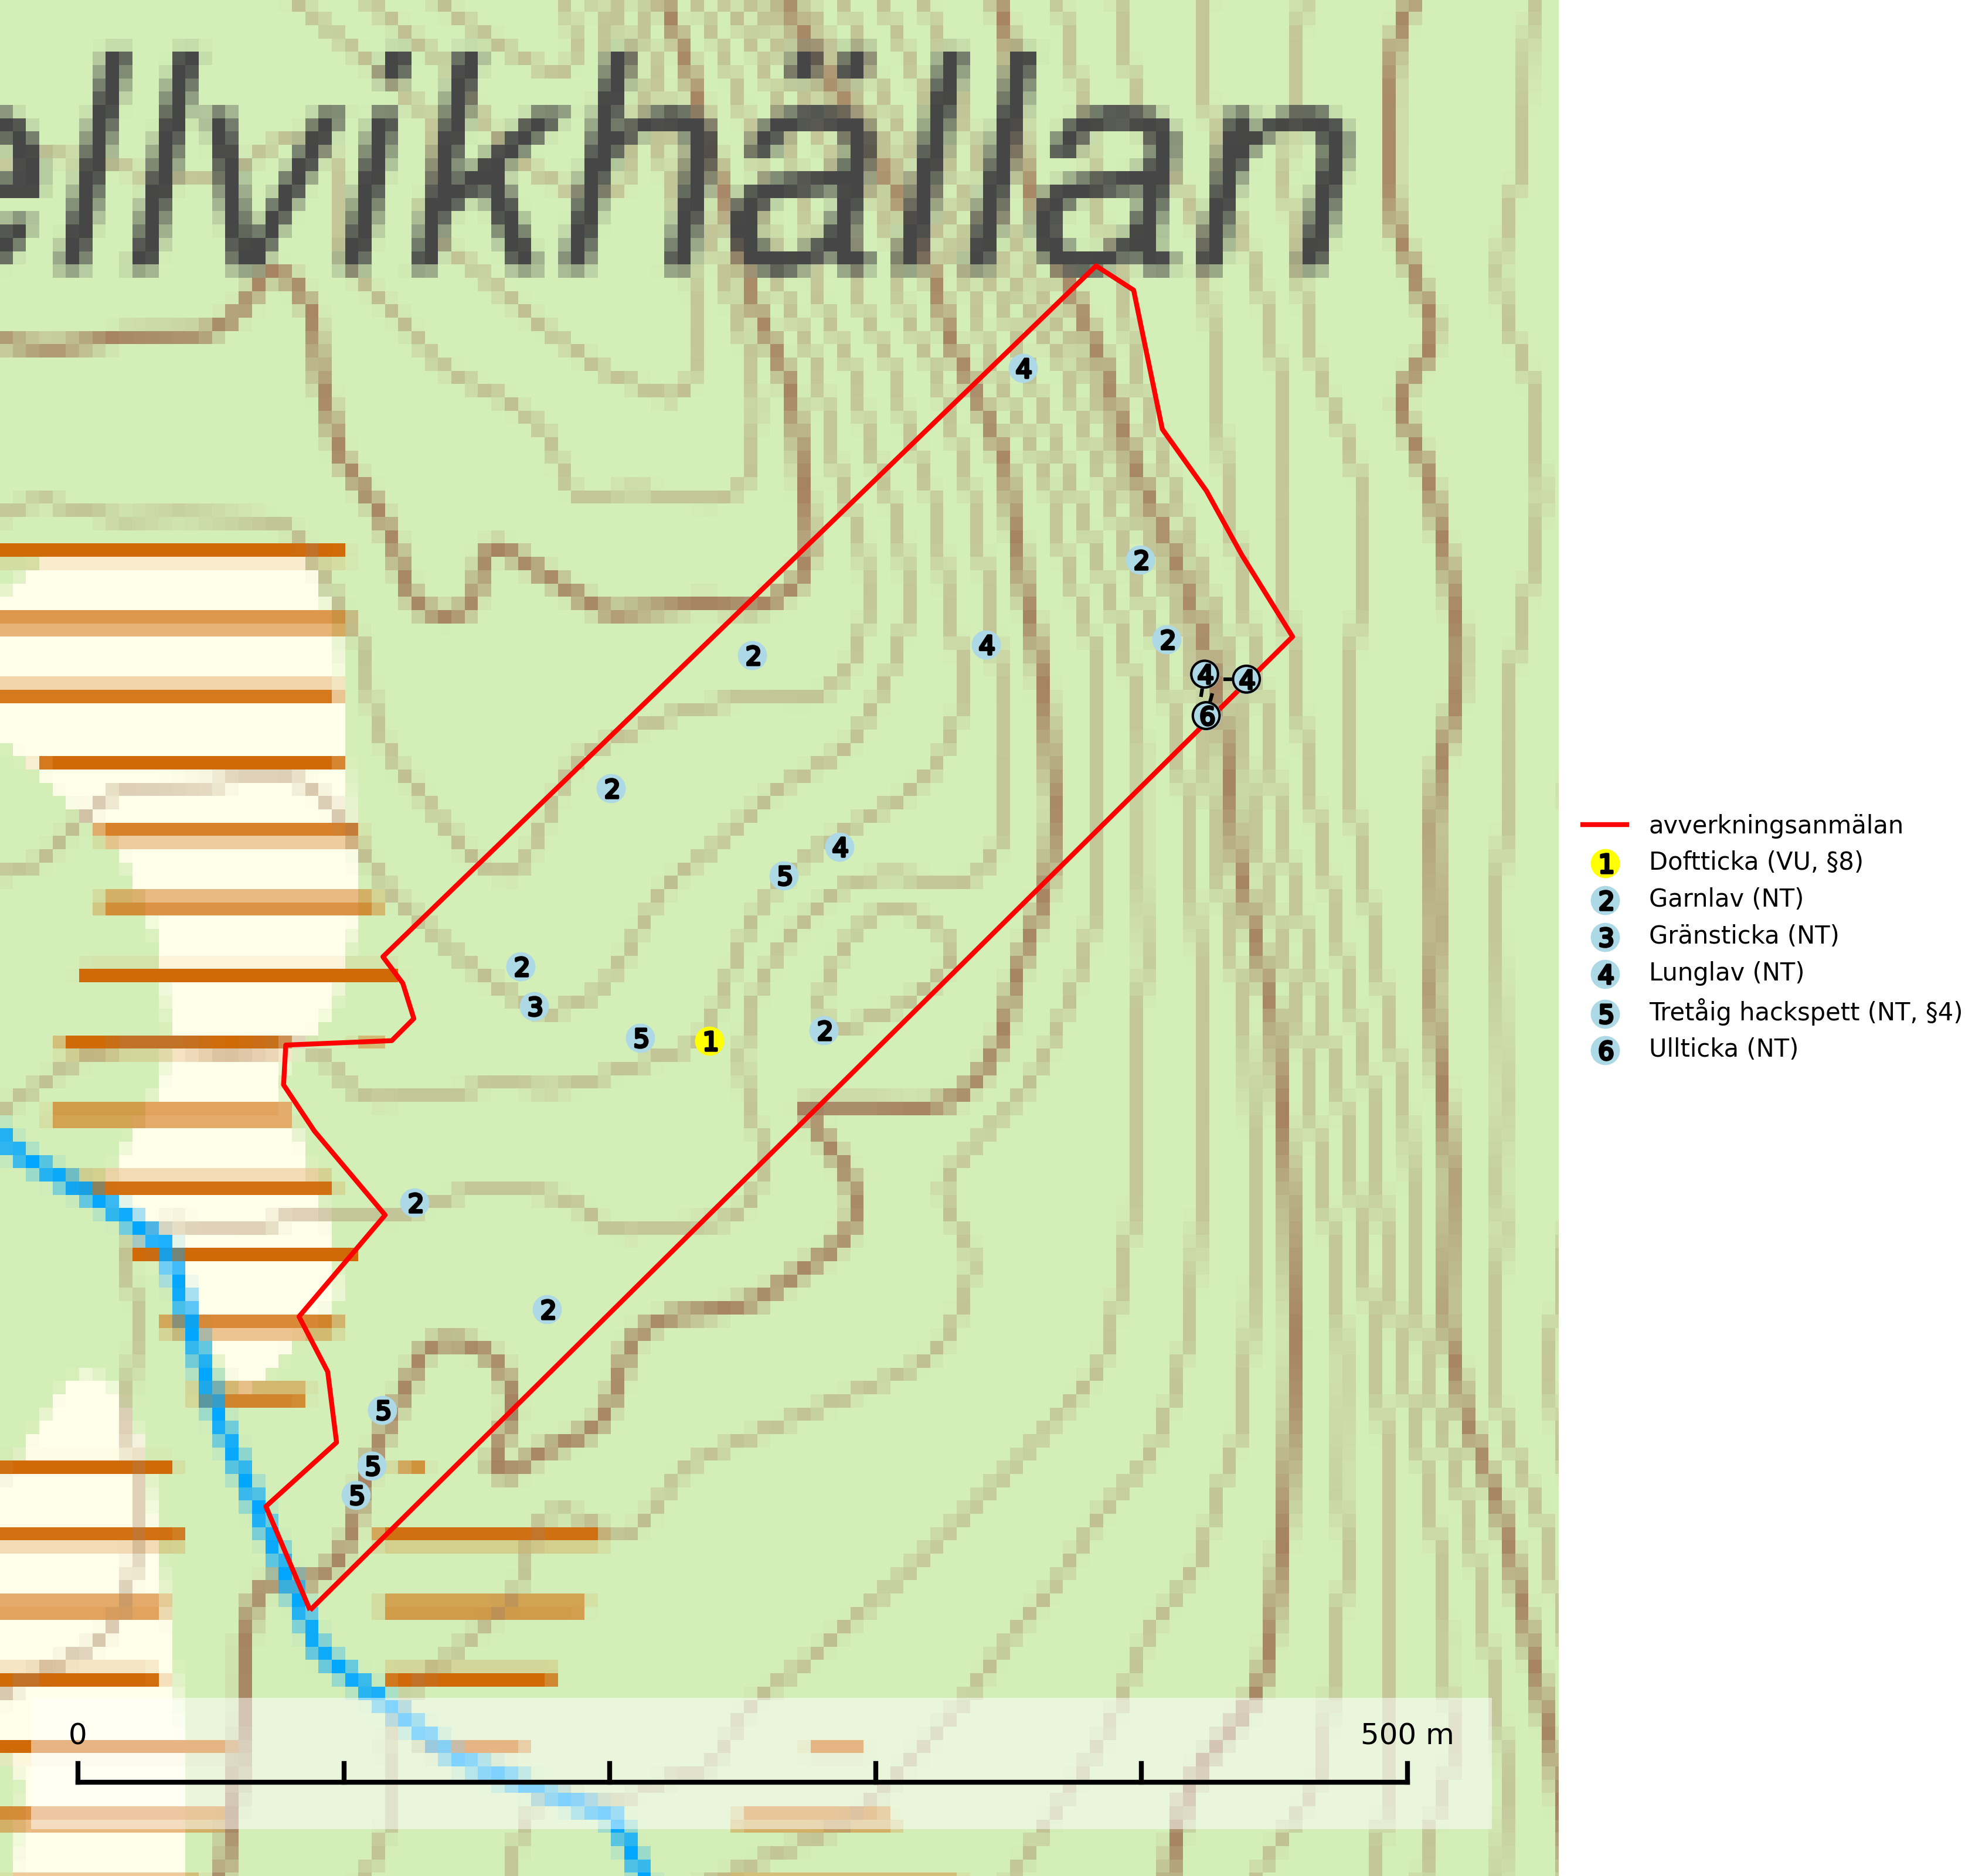 ellvikhällan
4
2
2
2
4
4
4
6
2
4
5
2
3
5
1
2
2
2
5
5
5
avverkningsanmälan
1 Doftticka (VU, §8)
2 Garnlav (NT)
3 Gränsticka (NT)
4 Lunglav (NT)
5 Tretåig hackspett (NT, §4)
6 Ullticka (NT)
0 500 m